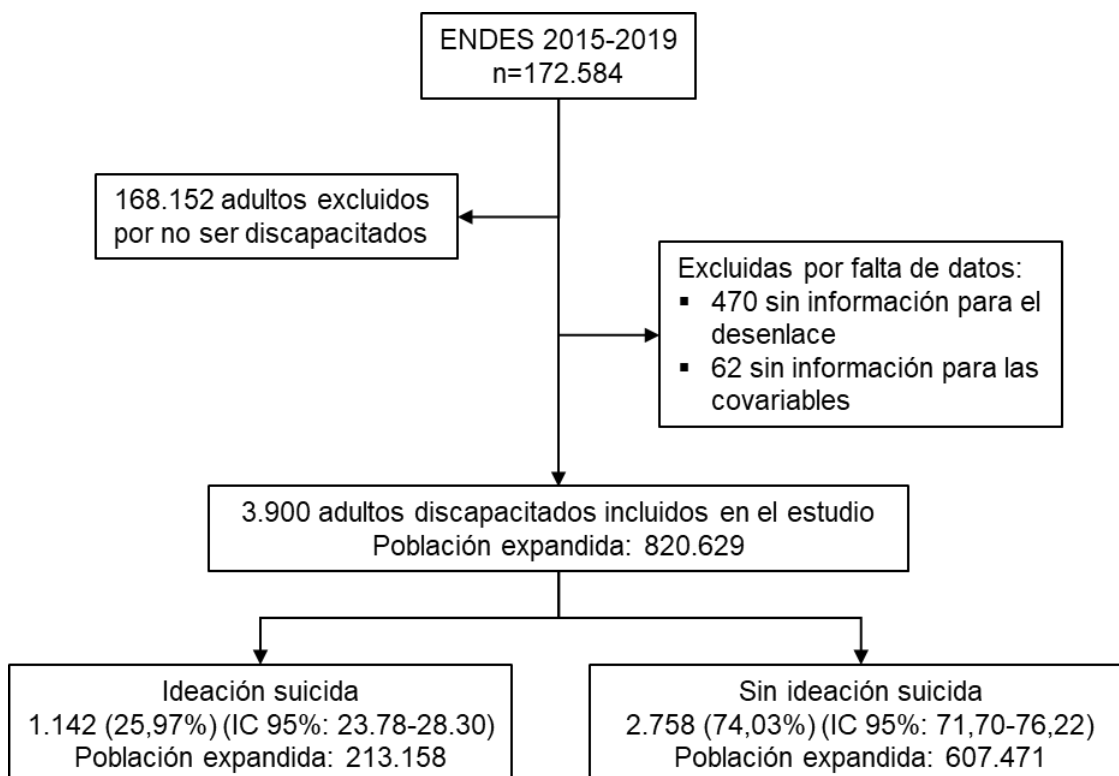 ENDES 2015-2019
n=172.584
168.152 adultos excluidos
por no ser discapacitados
Excluidas por falta de datos:
▪ 470 sin información para el
desenlace
▪ 62 sin información para las
covariables
3.900 adultos discapacitados incluidos en el estudio
Población expandida: 820.629
Ideación suicida
1.142 (25,97%) (IC 95%: 23.78-28.30)
Población expandida: 213.158
Sin ideación suicida
2.758 (74,03%) (IC 95%: 71,70-76,22)
Población expandida: 607.471